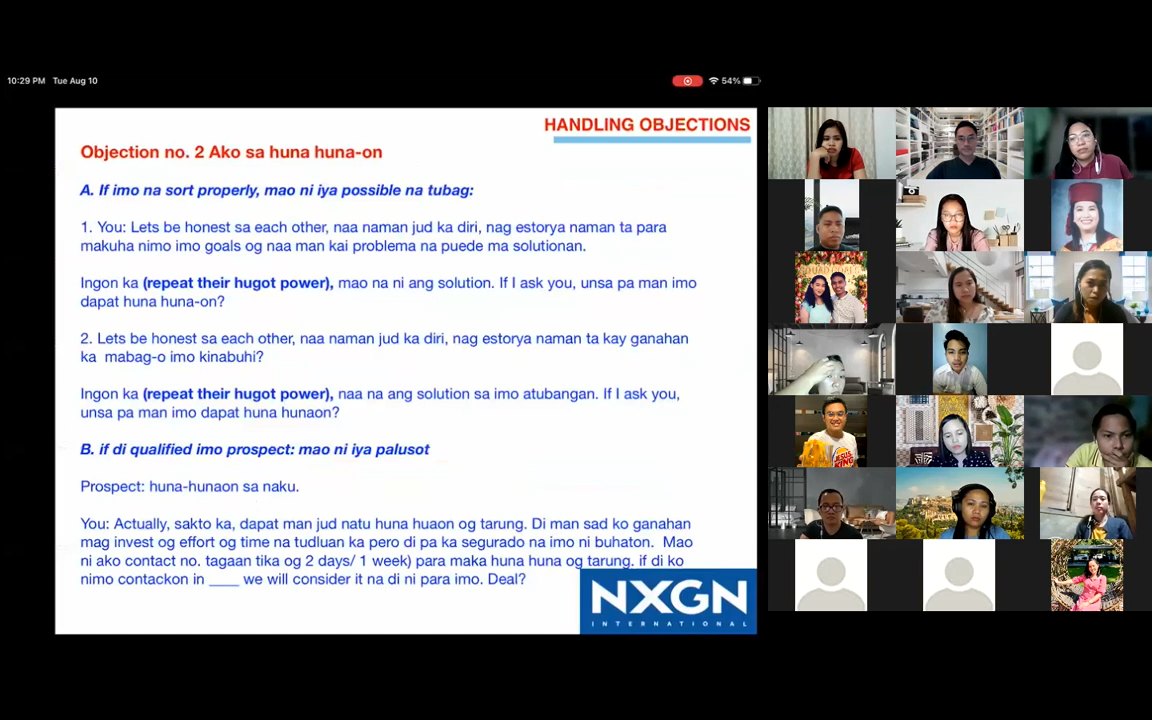 10:29 PM Tue Aug 10
54%
HANDLING OBJECTIONS
Objection no. 2 Ako sa huna huna-on
A. If imo na sort properly, mao ni iya possible na tubag:
1. You: Lets be honest sa each other, naa naman jud ka diri, nag estorya naman ta para
makuha nimo imo goals og naa man kai problema na puede ma solutionan.
Ingon ka (repeat their hugot power), mao na ni ang solution. If I ask you, unsa pa man imo
dapat huna huna-on?
2. Lets be honest sa each other, naa naman jud ka diri, nag estorya naman ta kay ganahan
ka mabag-o imo kinabuhi?
Ingon ka (repeat their hugot power), naa na ang solution sa imo atubangan. If I ask you,
unsa pa man imo dapat huna hunaon?
B. if di qualified imo prospect: mao ni iya palusot
Prospect: huna-hunaon sa naku.
You: Actually, sakto ka, dapat man jud natu huna huaon og tarung. Di man sad ko ganahan
mag invest og effort og time na tudluan ka pero di pa ka segurado na imo ni buhaton. Mao
ni ako contact no. tagaan tika og 2 days/ 1 week) para maka huna huna og tarung. if di ko
nimo contackon in ____ we will consider it na di ni para imo. Deal?
NXGN
INTERNATIONAL
JESUS
KING